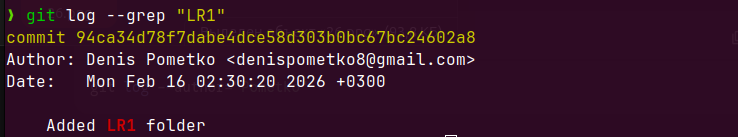 ❯ git log --grep "LR1"
commit 94ca34d78f7dabe4dce58d303b0bc67bc24602a8
Author: Denis Pometko <denispometko8@gmail.com>
Date:   Mon Feb 16 02:30:20 2026 +0300
Added LR1 folder